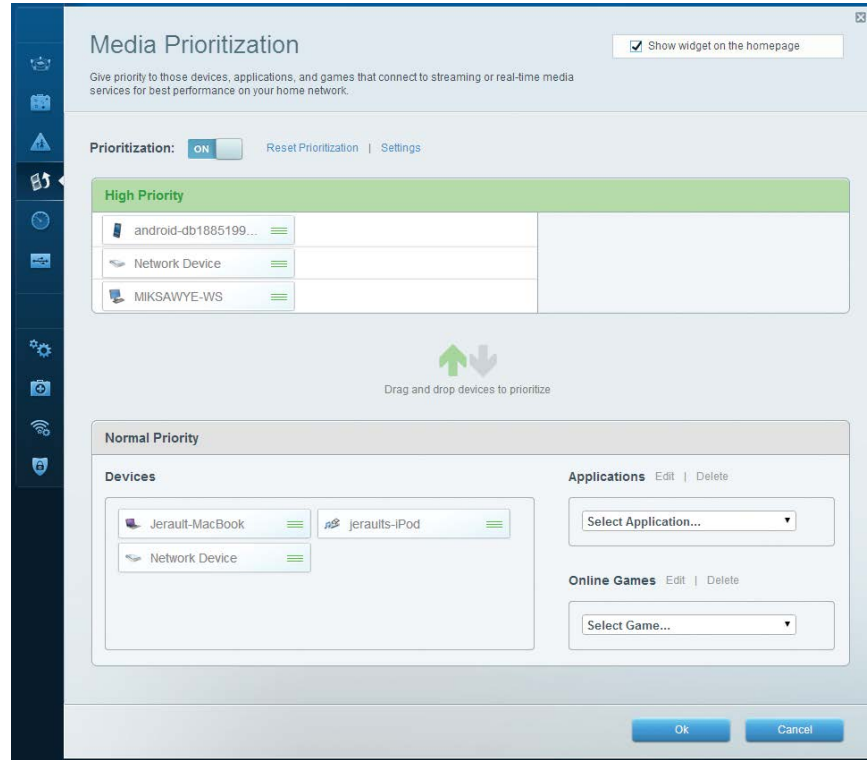 Media Prioritization
Show widget on the homepage
Give priority to those devices, applications, and games that connect to streaming or real-time media
services for best performance on your home network.
Prioritization: ON Reset Prioritization | Settings
High Priority
android-db1885199...
Network Device
MIKSAWYE-WS
Drag and drop devices to prioritize
Normal Priority
Devices
Jerault-MacBook
jeraults-iPod
Network Device
Applications Edit | Delete
Select Application...
Online Games Edit | Delete
Select Game...
Ok
Cancel